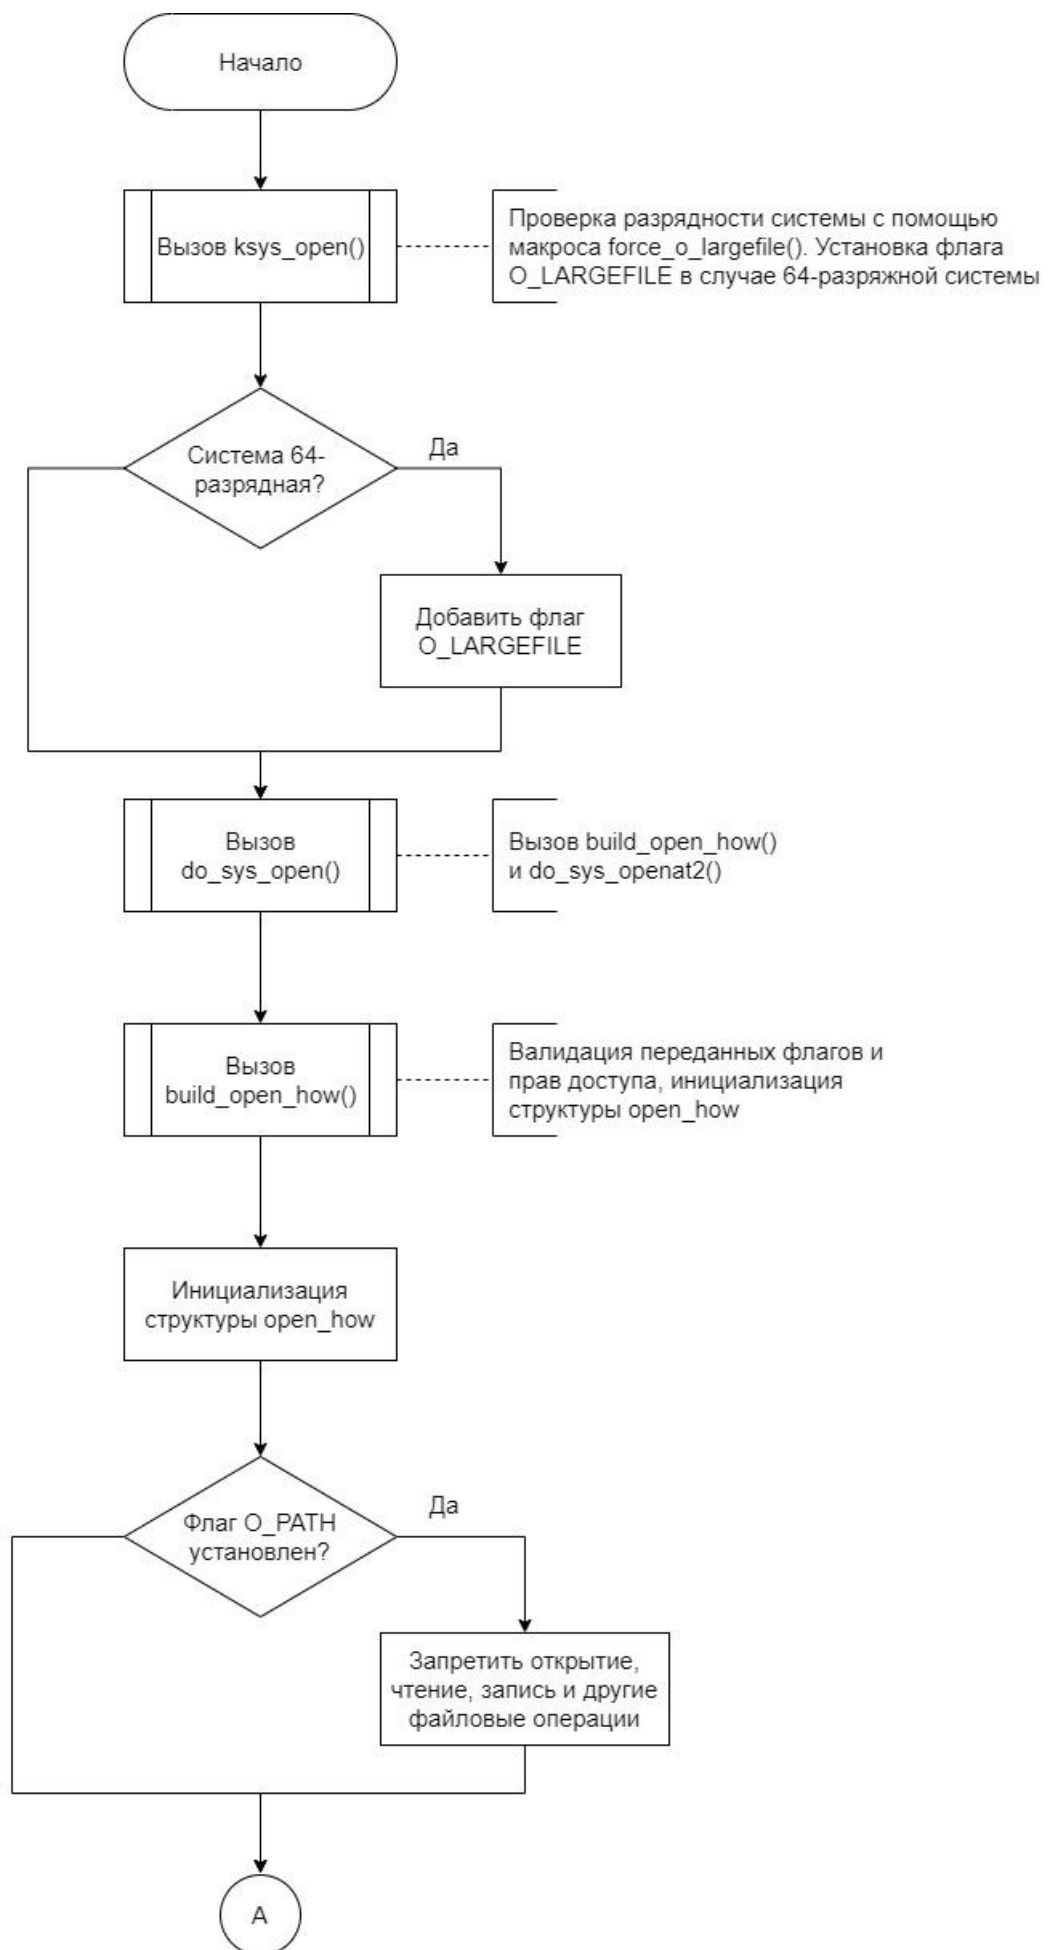 Начало
Вызов ksys_open()
Проверка разрядности системы с помощью
макроса force_o_largefile(). Установка флага
O_LARGEFILE в случае 64-разряжной системы
Система 64-
разрядная?
Да
Добавить флаг
O_LARGEFILE
Вызов
do_sys_open()
Вызов build_open_how()
и do_sys_openat2()
Вызов
build_open_how()
Валидация переданных флагов и
прав доступа, инициализация
структуры open_how
Инициализация
структуры open_how
Флаг O_PATH
установлен?
Да
Запретить открытие,
чтение, запись и другие
файловые операции
A